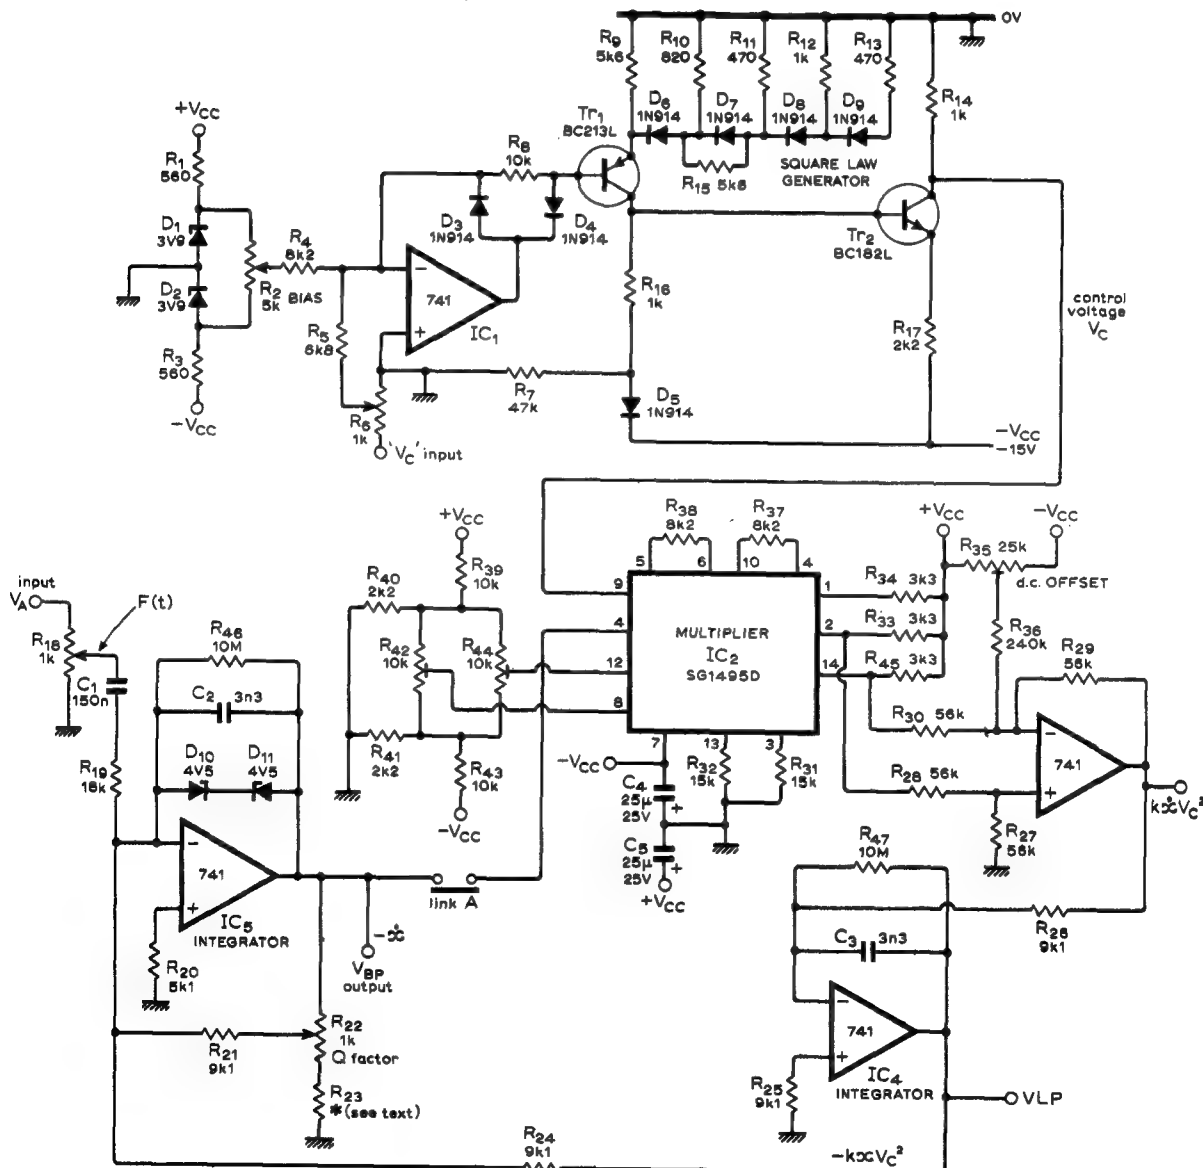 0V
R9
5k6
R10
820
R11
470
R12
1k
R13
470
D6
1N914
D7
1N914
D8
1N914
D9
1N914
R14
1k
Tr1
BC213L
R15 5k6
SQUARE LAW
GENERATOR
+VCC
R1
560
D1
3V9
D2
3V9
R2
5k
BIAS
R3
560
-VCC
R4
8k2
R8
10k
D3
1N914
D4
1N914
741
IC1
R5
6k8
R6
1k
'VC' input
R7
47k
R16
1k
D5
1N914
Tr2
BC182L
R17
2k2
control
voltage
VC
-VCC
-15V
input
VA
F(t)
R18
1k
C1
150n
R19
18k
R46
10M
C2 3n3
D10
4V5
D11
4V5
741
IC5
INTEGRATOR
R20
5k1
R21
9k1
R22
1k
Q factor
R23
*(see text)
-ẋ
VBP
output
link A
+VCC
R39
10k
R40
2k2
R42
10k
R44
10k
R41
2k2
R43
10k
-VCC
R38
8k2
R37
8k2
5 6 10 4
9
4
12
8
MULTIPLIER
IC2
SG1495D
1
2
14
7 13 3
-VCC
C4
25µ
25V
+
C5
25µ
25V
+
+VCC
R32
15k
R31
15k
+VCC
-VCC
R35 25k
d.c. OFFSET
R34 3k3
R33 3k3
R45 3k3
R36
240k
R29
56k
R30 56k
R28 56k
R27
56k
741
kẋVC²
R47
10M
R26
9k1
C3 3n3
741
IC4
INTEGRATOR
R25
9k1
VLP
R24
9k1
-kxVC²